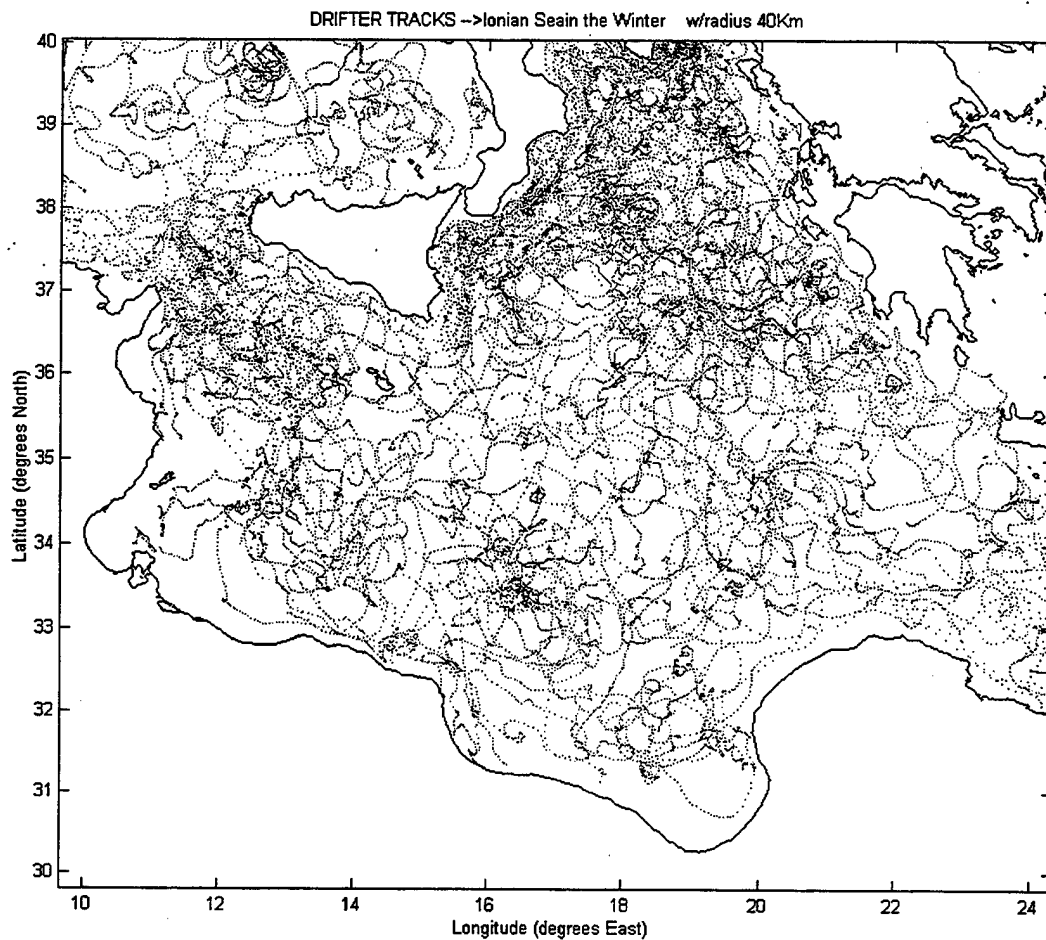 DRIFTER TRACKS -->Ionian Seain the Winter w/radius 40Km
40
39
38
37
36
35
34
33
32
31
30
Latitude (degrees North)
10 12 14 16 18 20 22 24
Longitude (degrees East)